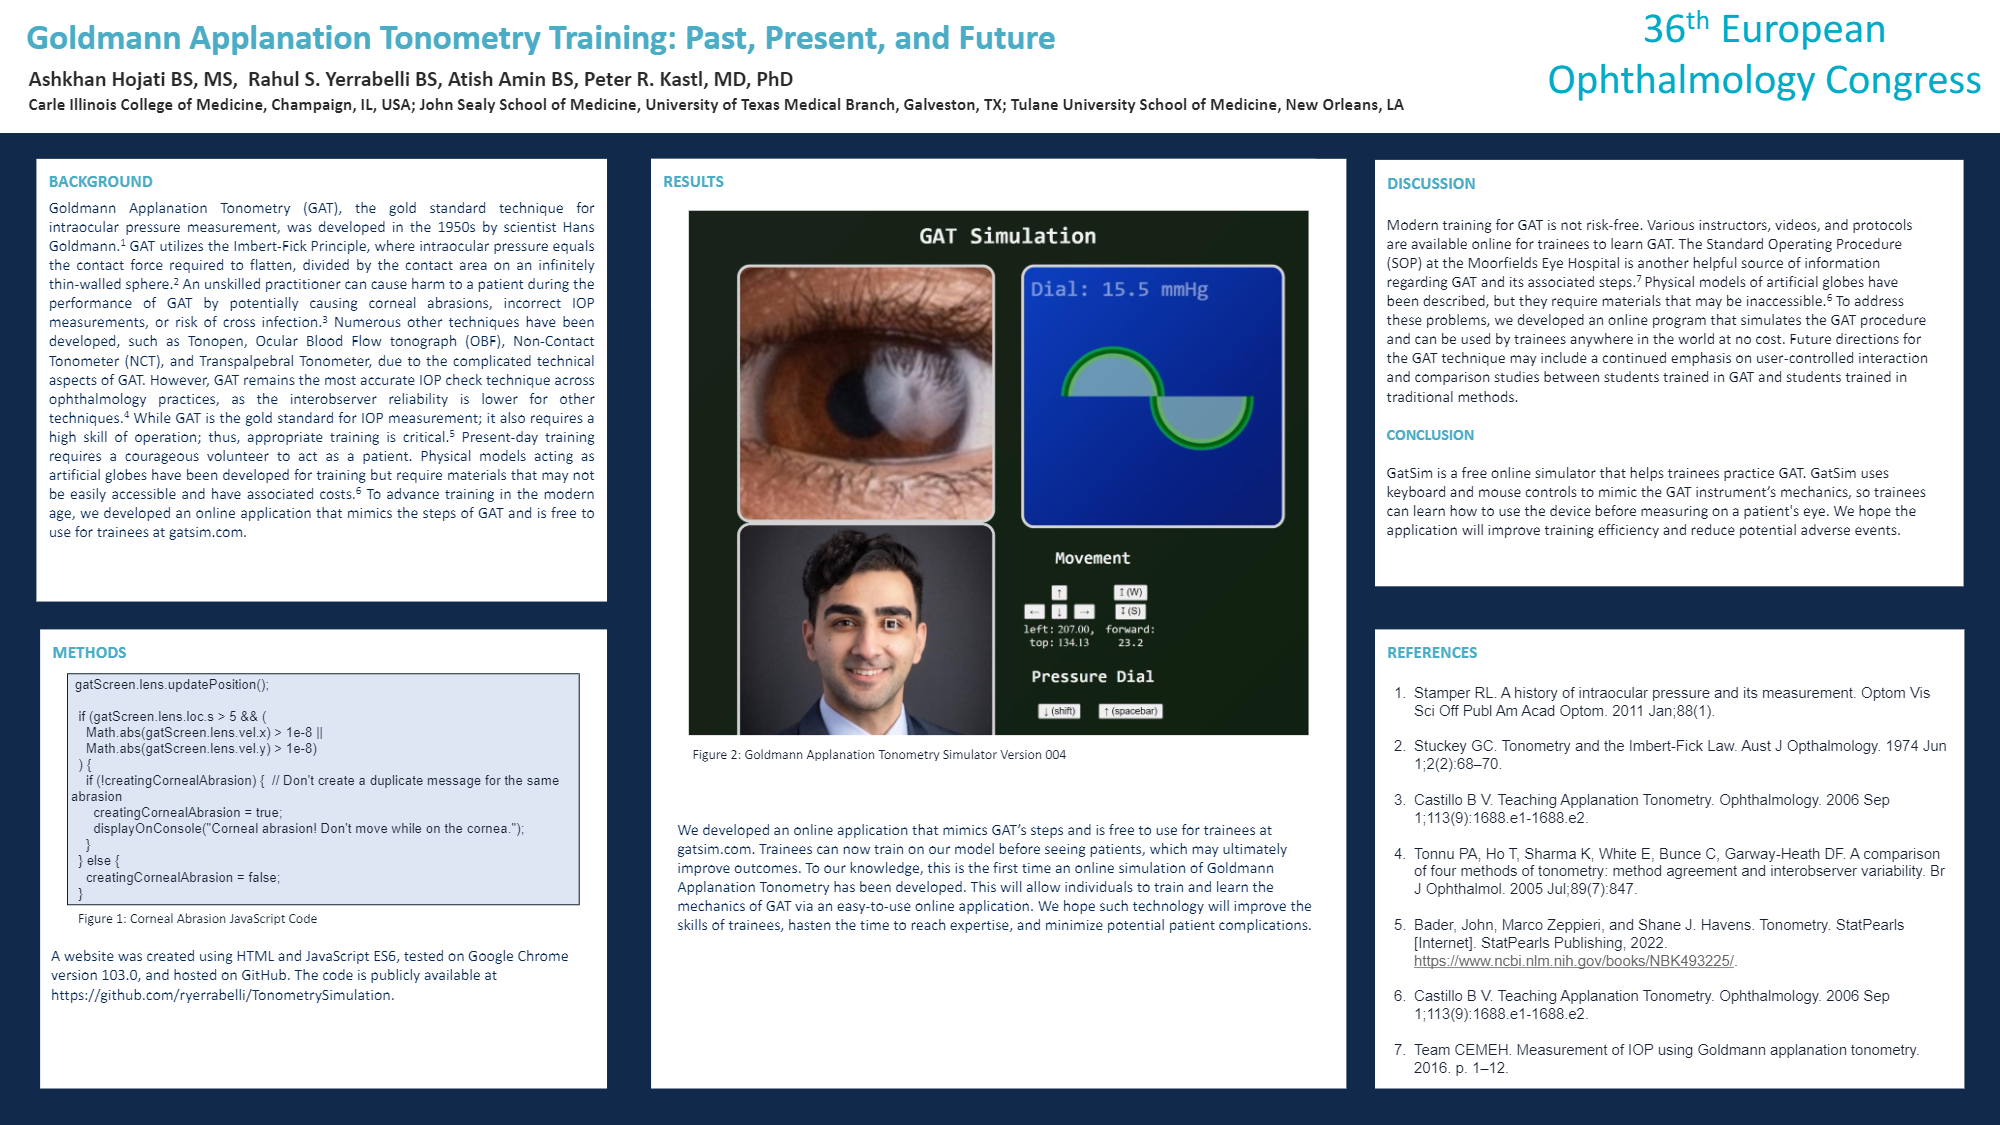 Goldmann Applanation Tonometry Training: Past, Present, and Future
Ashkhan Hojati BS, MS, Rahul S. Yerrabelli BS, Atish Amin BS, Peter R. Kastl, MD, PhD
Carle Illinois College of Medicine, Champaign, IL, USA; John Sealy School of Medicine, University of Texas Medical Branch, Galveston, TX; Tulane University School of Medicine, New Orleans, LA
36th European
Ophthalmology Congress
BACKGROUND
Goldmann Applanation Tonometry (GAT), the gold standard technique for
intraocular pressure measurement, was developed in the 1950s by scientist Hans
Goldmann.1 GAT utilizes the Imbert-Fick Principle, where intraocular pressure equals
the contact force required to flatten, divided by the contact area on an infinitely
thin-walled sphere.2 An unskilled practitioner can cause harm to a patient during the
performance of GAT by potentially causing corneal abrasions, incorrect IOP
measurements, or risk of cross infection.3 Numerous other techniques have been
developed, such as Tonopen, Ocular Blood Flow tonograph (OBF), Non-Contact
Tonometer (NCT), and Transpalpebral Tonometer, due to the complicated technical
aspects of GAT. However, GAT remains the most accurate IOP check technique across
ophthalmology practices, as the interobserver reliability is lower for other
techniques.4 While GAT is the gold standard for IOP measurement; it also requires a
high skill of operation; thus, appropriate training is critical.5 Present-day training
requires a courageous volunteer to act as a patient. Physical models acting as
artificial globes have been developed for training but require materials that may not
be easily accessible and have associated costs.6 To advance training in the modern
age, we developed an online application that mimics the steps of GAT and is free to
use for trainees at gatsim.com.
METHODS
gatScreen.lens.updatePosition();
if (gatScreen.lens.loc.s > 5 && (
Math.abs(gatScreen.lens.vel.x) > 1e-8 ||
Math.abs(gatScreen.lens.vel.y) > 1e-8)
) {
if (!creatingCornealAbrasion) { // Don't create a duplicate message for the same
abrasion
creatingCornealAbrasion = true;
displayOnConsole("Corneal abrasion! Don't move while on the cornea.");
}
} else {
creatingCornealAbrasion = false;
}
Figure 1: Corneal Abrasion JavaScript Code
A website was created using HTML and JavaScript ES6, tested on Google Chrome
version 103.0, and hosted on GitHub. The code is publicly available at
https://github.com/ryerrabelli/TonometrySimulation.
RESULTS
GAT Simulation
Dial: 15.5 mmHg
Movement
↑ I (W)
← ↓ → I (S)
left: 207.00, forward:
top: 134.13 23.2
Pressure Dial
↓ (shift) ↑ (spacebar)
Figure 2: Goldmann Applanation Tonometry Simulator Version 004
We developed an online application that mimics GAT's steps and is free to use for trainees at
gatsim.com. Trainees can now train on our model before seeing patients, which may ultimately
improve outcomes. To our knowledge, this is the first time an online simulation of Goldmann
Applanation Tonometry has been developed. This will allow individuals to train and learn the
mechanics of GAT via an easy-to-use online application. We hope such technology will improve the
skills of trainees, hasten the time to reach expertise, and minimize potential patient complications.
DISCUSSION
Modern training for GAT is not risk-free. Various instructors, videos, and protocols
are available online for trainees to learn GAT. The Standard Operating Procedure
(SOP) at the Moorfields Eye Hospital is another helpful source of information
regarding GAT and its associated steps.7 Physical models of artificial globes have
been described, but they require materials that may be inaccessible.6 To address
these problems, we developed an online program that simulates the GAT procedure
and can be used by trainees anywhere in the world at no cost. Future directions for
the GAT technique may include a continued emphasis on user-controlled interaction
and comparison studies between students trained in GAT and students trained in
traditional methods.
CONCLUSION
GatSim is a free online simulator that helps trainees practice GAT. GatSim uses
keyboard and mouse controls to mimic the GAT instrument's mechanics, so trainees
can learn how to use the device before measuring on a patient's eye. We hope the
application will improve training efficiency and reduce potential adverse events.
REFERENCES
1. Stamper RL. A history of intraocular pressure and its measurement. Optom Vis
Sci Off Publ Am Acad Optom. 2011 Jan;88(1).
2. Stuckey GC. Tonometry and the Imbert-Fick Law. Aust J Opthalmology. 1974 Jun
1;2(2):68–70.
3. Castillo B V. Teaching Applanation Tonometry. Ophthalmology. 2006 Sep
1;113(9):1688.e1-1688.e2.
4. Tonnu PA, Ho T, Sharma K, White E, Bunce C, Garway-Heath DF. A comparison
of four methods of tonometry: method agreement and interobserver variability. Br
J Ophthalmol. 2005 Jul;89(7):847.
5. Bader, John, Marco Zeppieri, and Shane J. Havens. Tonometry. StatPearls
[Internet]. StatPearls Publishing, 2022.
https://www.ncbi.nlm.nih.gov/books/NBK493225/.
6. Castillo B V. Teaching Applanation Tonometry. Ophthalmology. 2006 Sep
1;113(9):1688.e1-1688.e2.
7. Team CEMEH. Measurement of IOP using Goldmann applanation tonometry.
2016. p. 1–12.